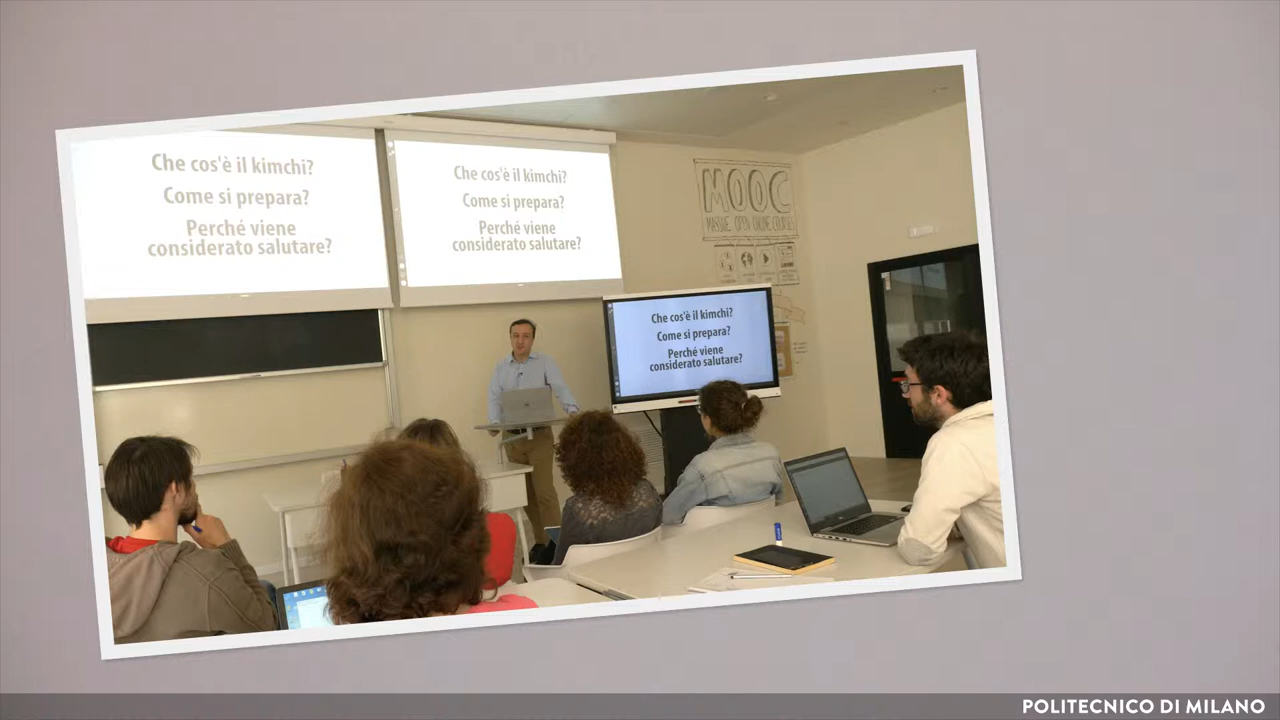 Che cos'è il kimchi?
Come si prepara?
Perché viene
considerato salutare?
Che cos'è il kimchi?
Come si prepara?
Perché viene
considerato salutare?
MOOC
MASSIVE OPEN ONLINE COURSES
Che cos'è il kimchi?
Come si prepara?
Perché viene
considerato salutare?
POLITECNICO DI MILANO